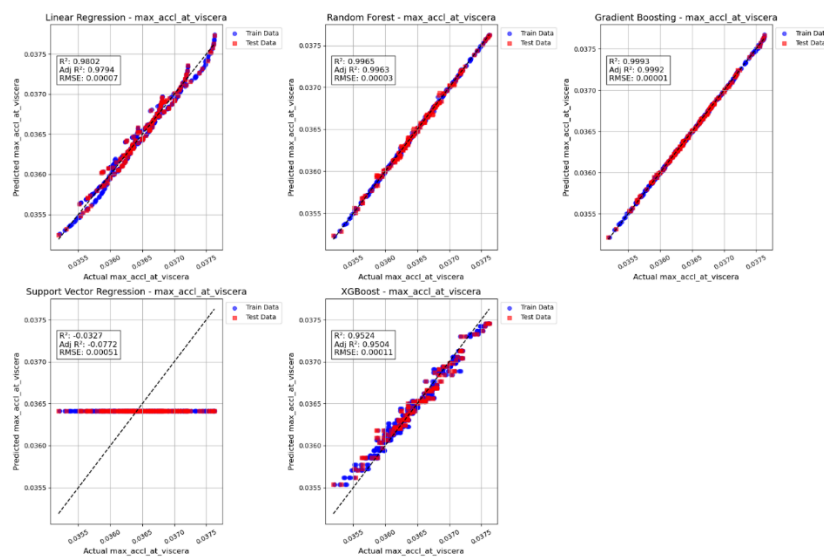 Linear Regression - max_accl_at_viscera
Train Data
Test Data
R²: 0.9802
Adj R²: 0.9794
RMSE: 0.00007
Predicted max_accl_at_viscera
0.0375
0.0370
0.0365
0.0360
0.0355
0.0355
0.0360
0.0365
0.0370
0.0375
Actual max_accl_at_viscera
Random Forest - max_accl_at_viscera
Train Data
Test Data
R²: 0.9965
Adj R²: 0.9963
RMSE: 0.00003
Predicted max_accl_at_viscera
0.0375
0.0370
0.0365
0.0360
0.0355
0.0355
0.0360
0.0365
0.0370
0.0375
Actual max_accl_at_viscera
Gradient Boosting - max_accl_at_viscera
Train Data
Test Data
R²: 0.9993
Adj R²: 0.9992
RMSE: 0.00001
Predicted max_accl_at_viscera
0.0375
0.0370
0.0365
0.0360
0.0355
0.0355
0.0360
0.0365
0.0370
0.0375
Actual max_accl_at_viscera
Support Vector Regression - max_accl_at_viscera
Train Data
Test Data
R²: -0.0327
Adj R²: -0.0772
RMSE: 0.00051
Predicted max_accl_at_viscera
0.0375
0.0370
0.0365
0.0360
0.0355
0.0355
0.0360
0.0365
0.0370
0.0375
Actual max_accl_at_viscera
XGBoost - max_accl_at_viscera
Train Data
Test Data
R²: 0.9524
Adj R²: 0.9504
RMSE: 0.00011
Predicted max_accl_at_viscera
0.0375
0.0370
0.0365
0.0360
0.0355
0.0355
0.0360
0.0365
0.0370
0.0375
Actual max_accl_at_viscera